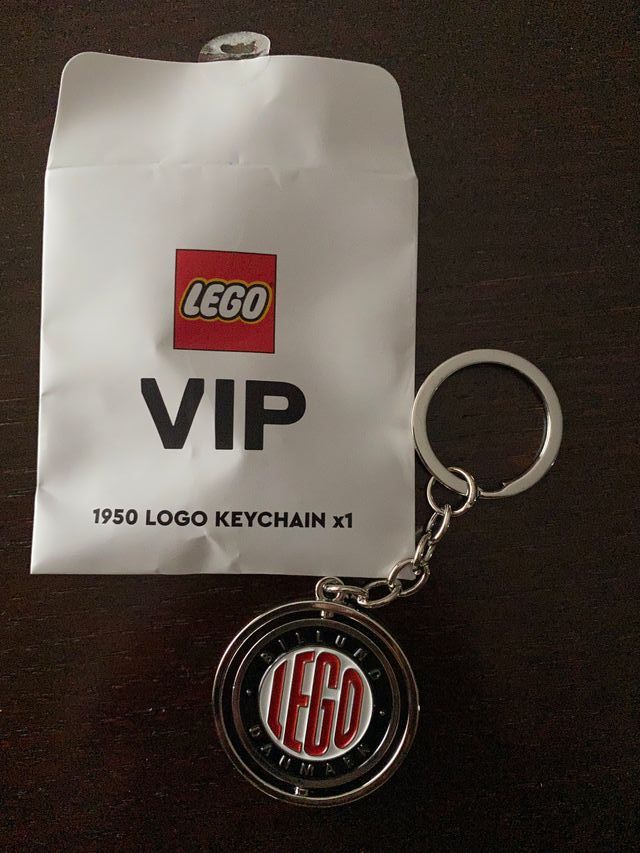 LEGO
VIP
1950 LOGO KEYCHAIN x1
BILLUND
LEGO
DANMARK